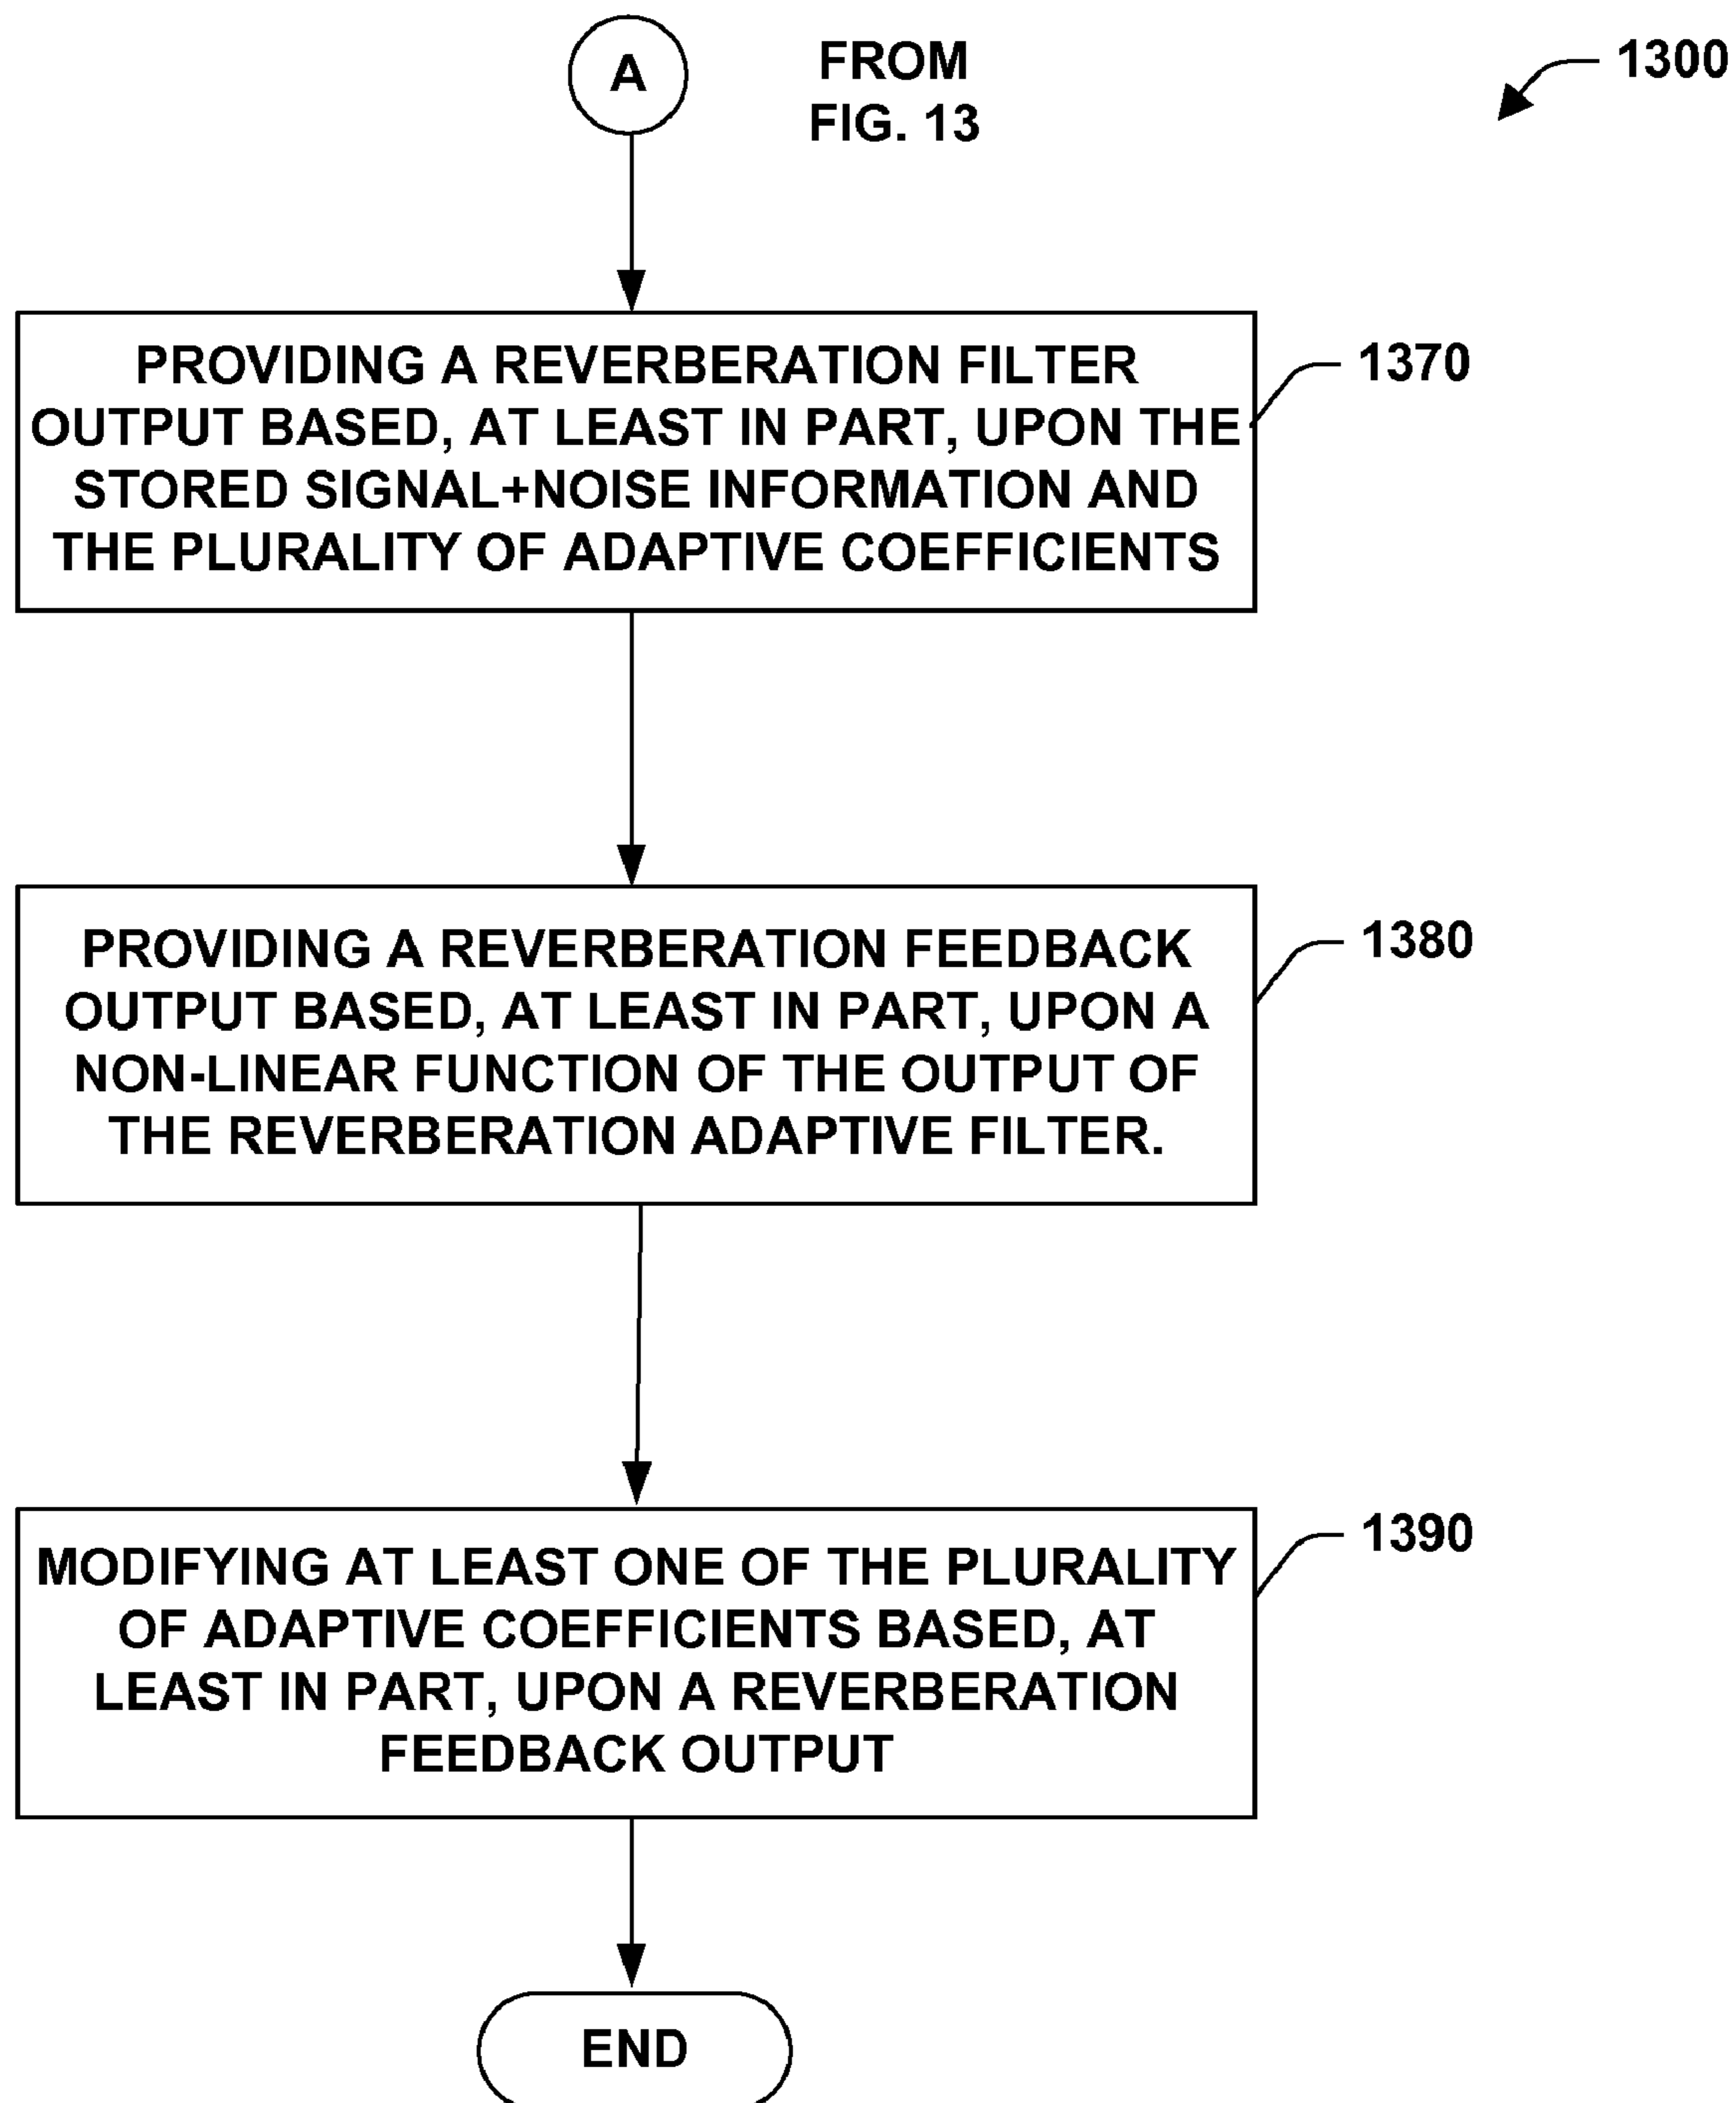 A
FROM
FIG. 13
1300
PROVIDING A REVERBERATION FILTER
OUTPUT BASED, AT LEAST IN PART, UPON THE
STORED SIGNAL+NOISE INFORMATION AND
THE PLURALITY OF ADAPTIVE COEFFICIENTS
1370
PROVIDING A REVERBERATION FEEDBACK
OUTPUT BASED, AT LEAST IN PART, UPON A
NON-LINEAR FUNCTION OF THE OUTPUT OF
THE REVERBERATION ADAPTIVE FILTER.
1380
MODIFYING AT LEAST ONE OF THE PLURALITY
OF ADAPTIVE COEFFICIENTS BASED, AT
LEAST IN PART, UPON A REVERBERATION
FEEDBACK OUTPUT
1390
END